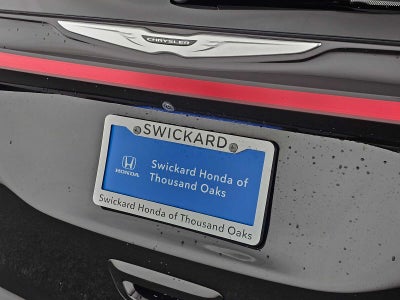 CHRYSLER
SWICKARD
HONDA
Swickard Honda of
Thousand Oaks
Swickard Honda of Thousand Oaks